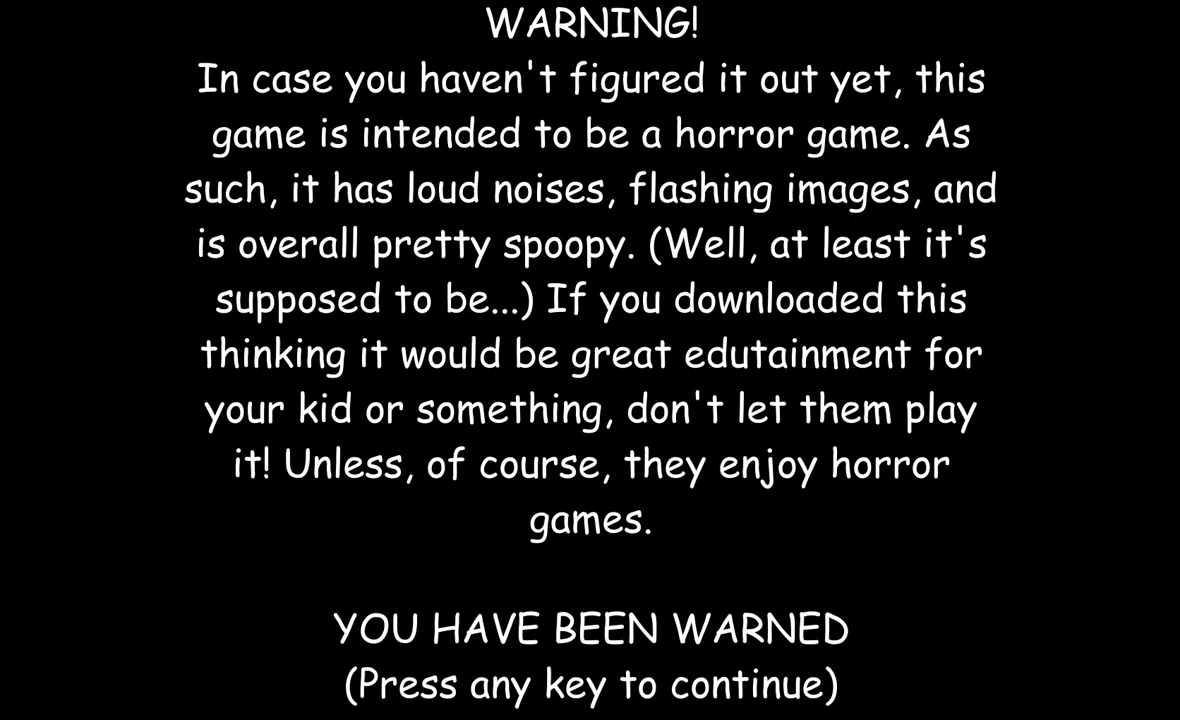 WARNING!
In case you haven't figured it out yet, this
game is intended to be a horror game. As
such, it has loud noises, flashing images, and
is overall pretty spoopy. (Well, at least it's
supposed to be...) If you downloaded this
thinking it would be great edutainment for
your kid or something, don't let them play
it! Unless, of course, they enjoy horror
games.
YOU HAVE BEEN WARNED
(Press any key to continue)